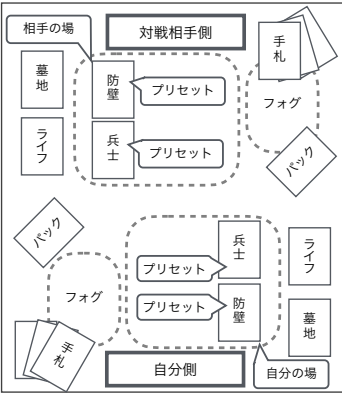 相手の場
対戦相手側
手札
墓地
防壁
プリセット
フォグ
ライフ
兵士
プリセット
パック
パック
兵士
ライフ
プリセット
フォグ
プリセット
防壁
墓地
手札
自分側
自分の場